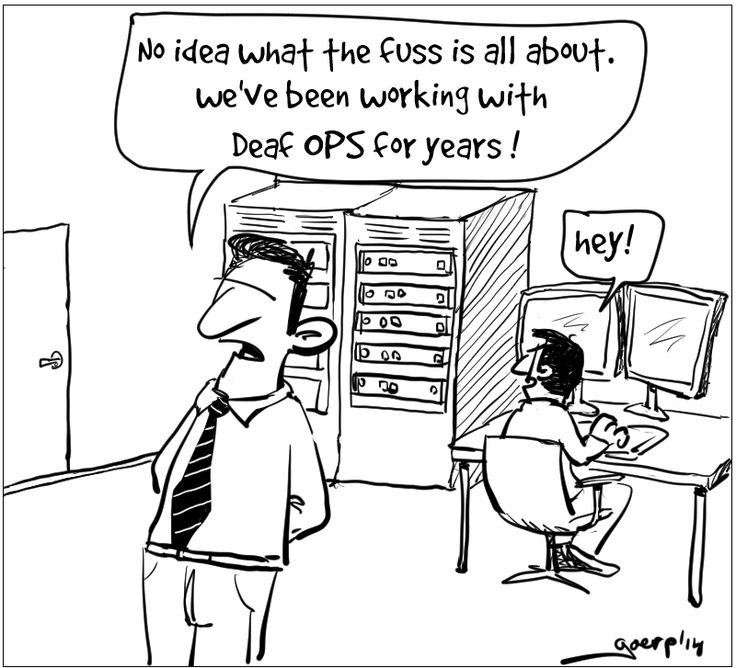 No idea what the fuss is all about.
we've been working with
Deaf OPS for years!
hey!
goerp'14